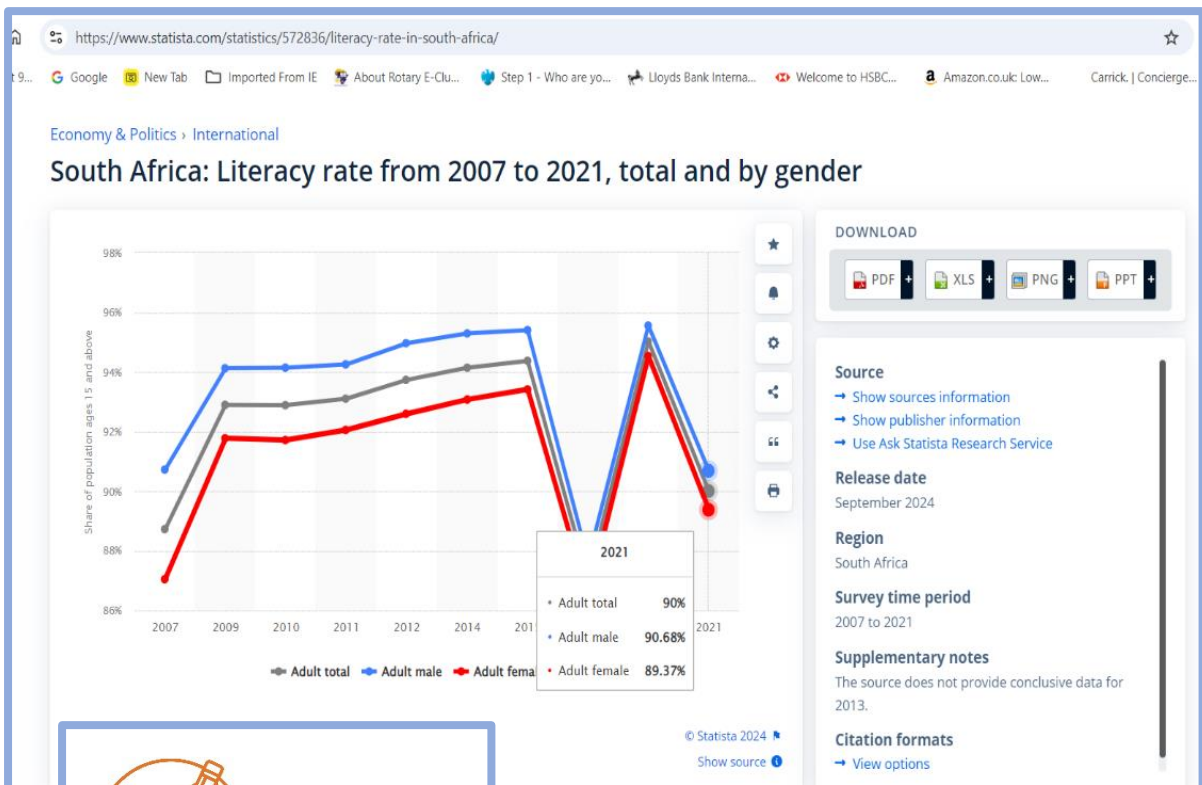 https://www.statista.com/statistics/572836/literacy-rate-in-south-africa/
t 9... Google New Tab Imported From IE About Rotary E-Clu... Step 1 - Who are yo... Lloyds Bank Interna... Welcome to HSBC... Amazon.co.uk: Low... Carrick. | Concierge...
Economy & Politics › International
South Africa: Literacy rate from 2007 to 2021, total and by gender
Share of population ages 15 and above
98%
96%
94%
92%
90%
88%
86%
2007 2009 2010 2011 2012 2014 201 2021
2021
• Adult total 90%
• Adult male 90.68%
• Adult female 89.37%
Adult total Adult male Adult fema
© Statista 2024
Show source
DOWNLOAD
PDF + XLS + PNG + PPT +
Source
→ Show sources information
→ Show publisher information
→ Use Ask Statista Research Service
Release date
September 2024
Region
South Africa
Survey time period
2007 to 2021
Supplementary notes
The source does not provide conclusive data for
2013.
Citation formats
→ View options